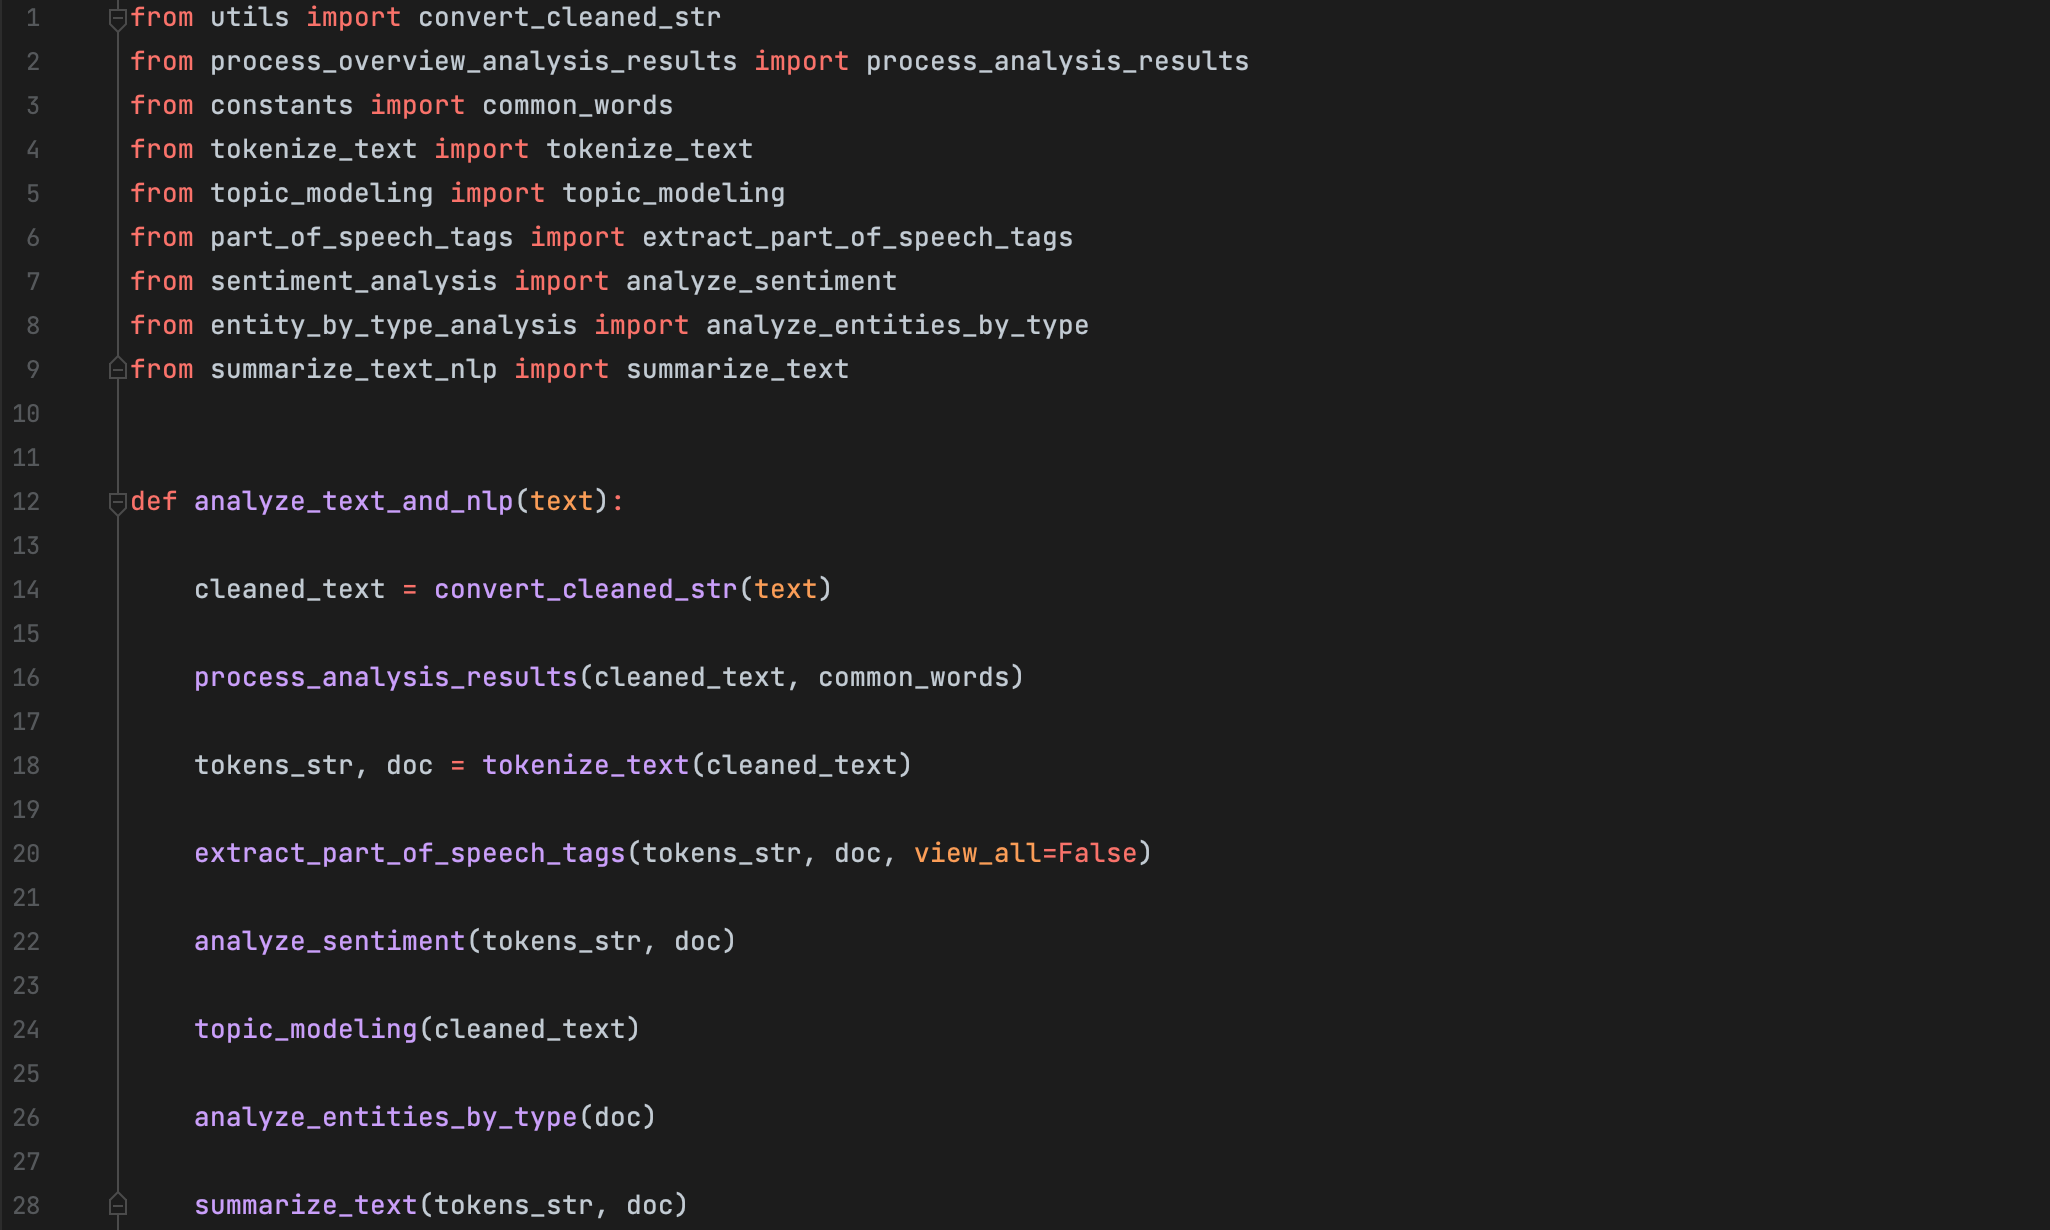 1 from utils import convert_cleaned_str
2 from process_overview_analysis_results import process_analysis_results
3 from constants import common_words
4 from tokenize_text import tokenize_text
5 from topic_modeling import topic_modeling
6 from part_of_speech_tags import extract_part_of_speech_tags
7 from sentiment_analysis import analyze_sentiment
8 from entity_by_type_analysis import analyze_entities_by_type
9 from summarize_text_nlp import summarize_text
10
11
12 def analyze_text_and_nlp(text):
13
14     cleaned_text = convert_cleaned_str(text)
15
16     process_analysis_results(cleaned_text, common_words)
17
18     tokens_str, doc = tokenize_text(cleaned_text)
19
20     extract_part_of_speech_tags(tokens_str, doc, view_all=False)
21
22     analyze_sentiment(tokens_str, doc)
23
24     topic_modeling(cleaned_text)
25
26     analyze_entities_by_type(doc)
27
28     summarize_text(tokens_str, doc)